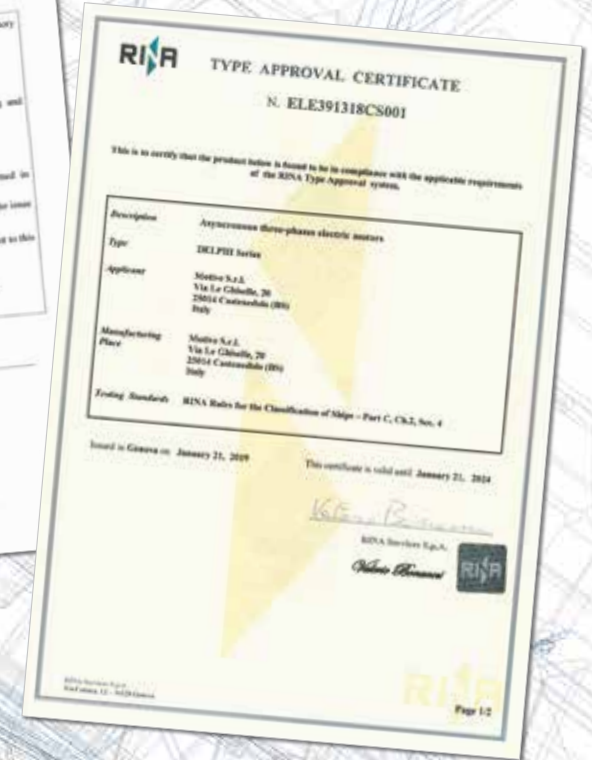 RINA
TYPE APPROVAL CERTIFICATE
N. ELE391318CS001
This is to certify that the product below is found to be in compliance with the applicable requirements
of the RINA Type Approval system.
Description Asyncronous three-phases electric motors
Type DELPHI Series
Applicant Motive S.r.l.
Via Le Ghiselle, 20
25014 Castenedolo (BS)
Italy
Manufacturing
Place
Motive S.r.l.
Via Le Ghiselle, 20
25014 Castenedolo (BS)
Italy
Testing Standards RINA Rules for the Classification of Ships – Part C, Ch.2, Sec. 4
Issued in Genova on January 21, 2019
This certificate is valid until January 21, 2024
RINA Services S.p.A.
RINA
RINA
Page 1/2
and